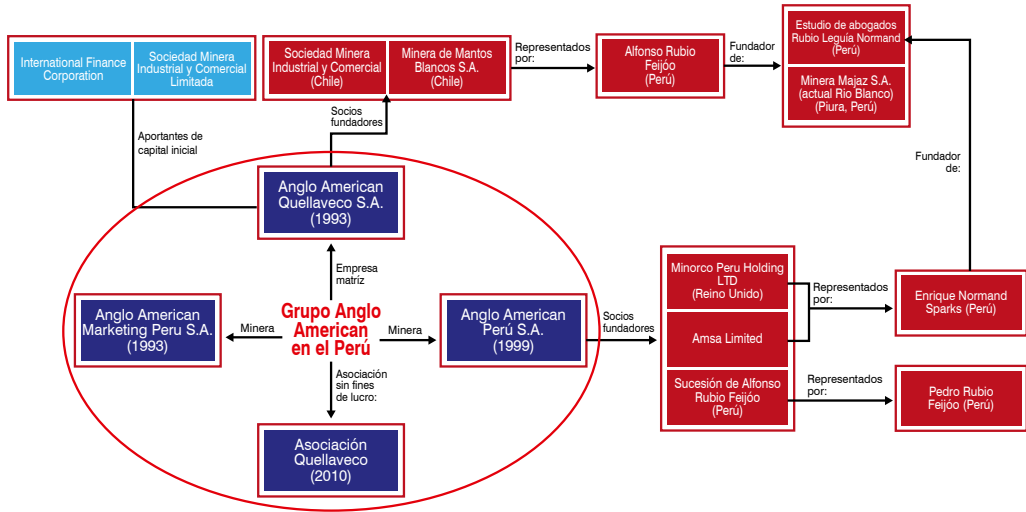 International Finance
Corporation
Sociedad Minera
Industrial y Comercial
Limitada
Sociedad Minera
Industrial y Comercial
(Chile)
Minera de Mantos
Blancos S.A.
(Chile)
Representados
por:
Alfonso Rubio
Feijóo
(Perú)
Fundador
de:
Estudio de abogados
Rubio Leguía Normand
(Perú)
Minera Majaz S.A.
(actual Rio Blanco)
(Piura, Perú)
Aportantes de
capital inicial
Socios
fundadores
Fundador
de:
Anglo American
Quellaveco S.A.
(1993)
Empresa
matriz
Anglo American
Marketing Peru S.A.
(1993)
Minera
Grupo Anglo
American
en el Perú
Minera
Anglo American
Perú S.A.
(1999)
Socios
fundadores
Minorco Peru Holding
LTD
(Reino Unido)
Amsa Limited
Sucesión de Alfonso
Rubio Feijóo
(Perú)
Representados
por:
Enrique Normand
Sparks (Perú)
Representados
por:
Pedro Rubio
Feijóo (Perú)
Asociación
sin fines
de lucro:
Asociación
Quellaveco
(2010)